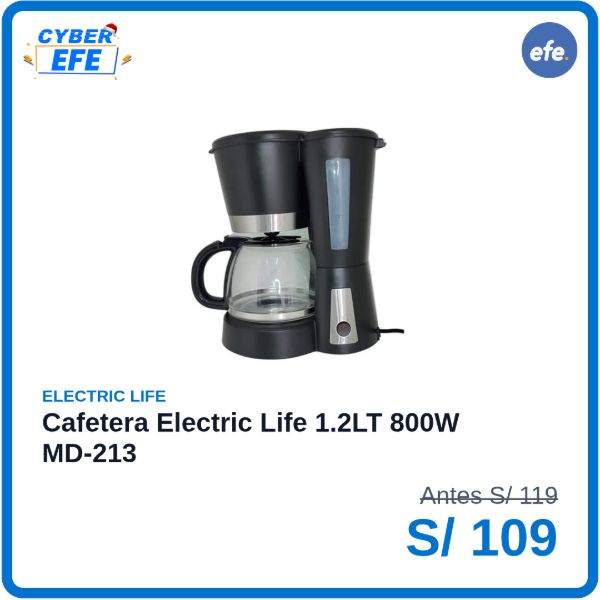 CYBER
EFE
efe.
ELECTRIC LIFE
Cafetera Electric Life 1.2LT 800W
MD-213
Antes S/ 119
S/ 109